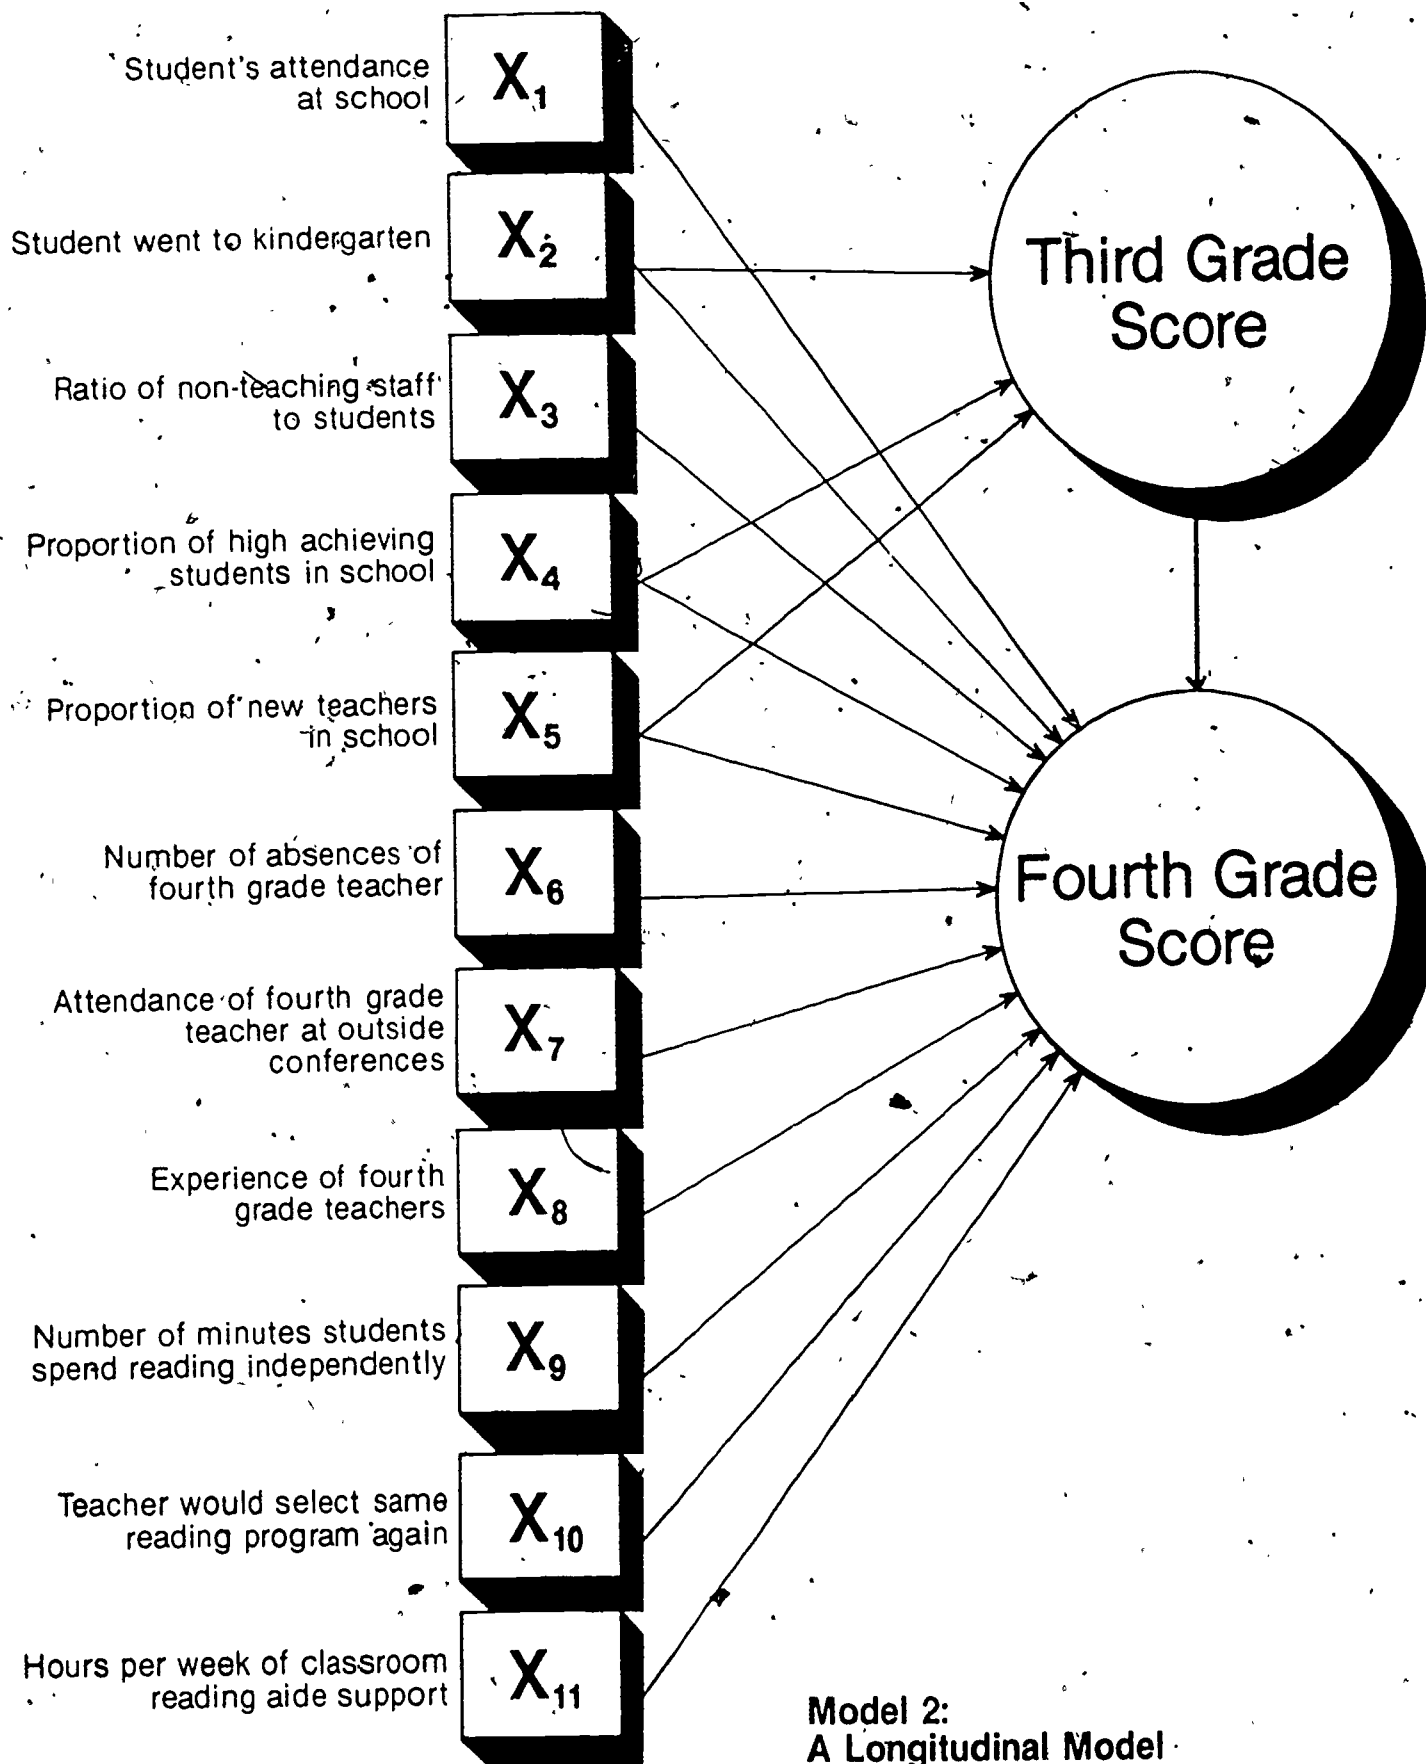 Student's attendance
at school
X1
Student went to kindergarten
X2
Ratio of non-teaching staff
to students
X3
Proportion of high achieving
students in school
X4
Proportion of new teachers
in school
X5
Number of absences of
fourth grade teacher
X6
Attendance of fourth grade
teacher at outside
conferences
X7
Experience of fourth
grade teachers
X8
Number of minutes students
spend reading independently
X9
Teacher would select same
reading program again
X10
Hours per week of classroom
reading aide support
X11
Third Grade
Score
Fourth Grade
Score
Model 2:
A Longitudinal Model